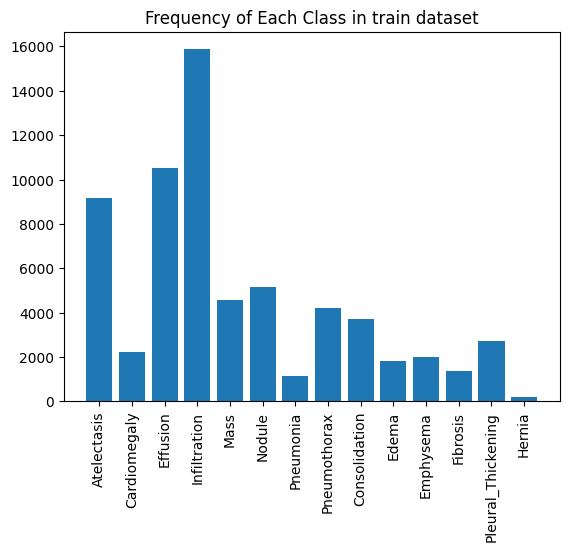 Frequency of Each Class in train dataset
16000
14000
12000
10000
8000
6000
4000
2000
0
Atelectasis
Cardiomegaly
Effusion
Infiltration
Mass
Nodule
Pneumonia
Pneumothorax
Consolidation
Edema
Emphysema
Fibrosis
Pleural_Thickening
Hernia